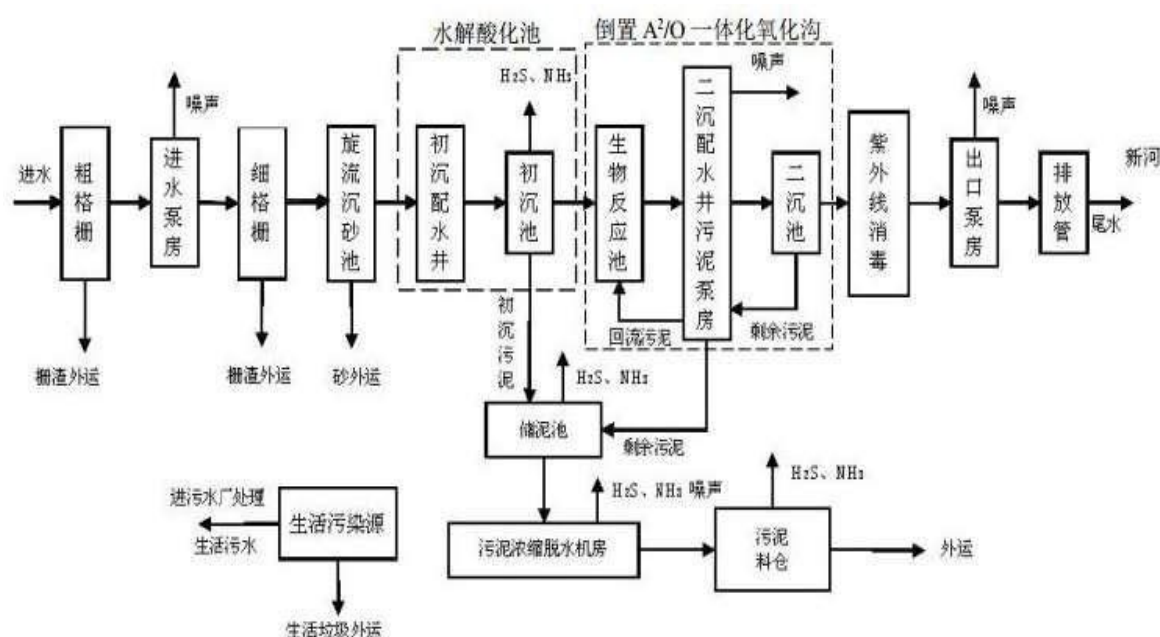 水解酸化池
倒置 A²/O 一体化氧化沟
噪声
H₂S、NH₃
噪声
噪声
进水
粗格栅
进水泵房
细格栅
旋流沉砂池
初沉配水井
初沉池
生物反应池
二沉配水井污泥泵房
二沉池
紫外线消毒
出口泵房
排放管
新河
尾水
栅渣外运
栅渣外运
砂外运
初沉污泥
回流污泥
剩余污泥
H₂S、NH₃
储泥池
剩余污泥
H₂S、NH₃ 噪声
H₂S、NH₃
污泥浓缩脱水机房
污泥
料仓
外运
进污水厂处理
生活污水
生活污染源
生活垃圾外运